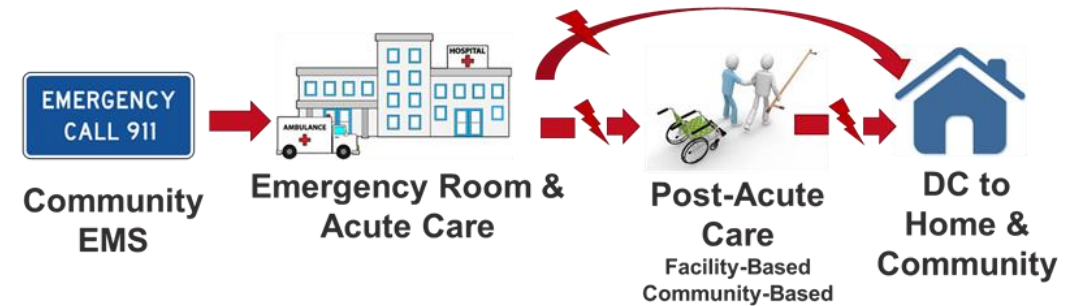 EMERGENCY
CALL 911
Community
EMS
HOSPITAL
AMBULANCE
Emergency Room &
Acute Care
Post-Acute
Care
Facility-Based
Community-Based
DC to
Home &
Community